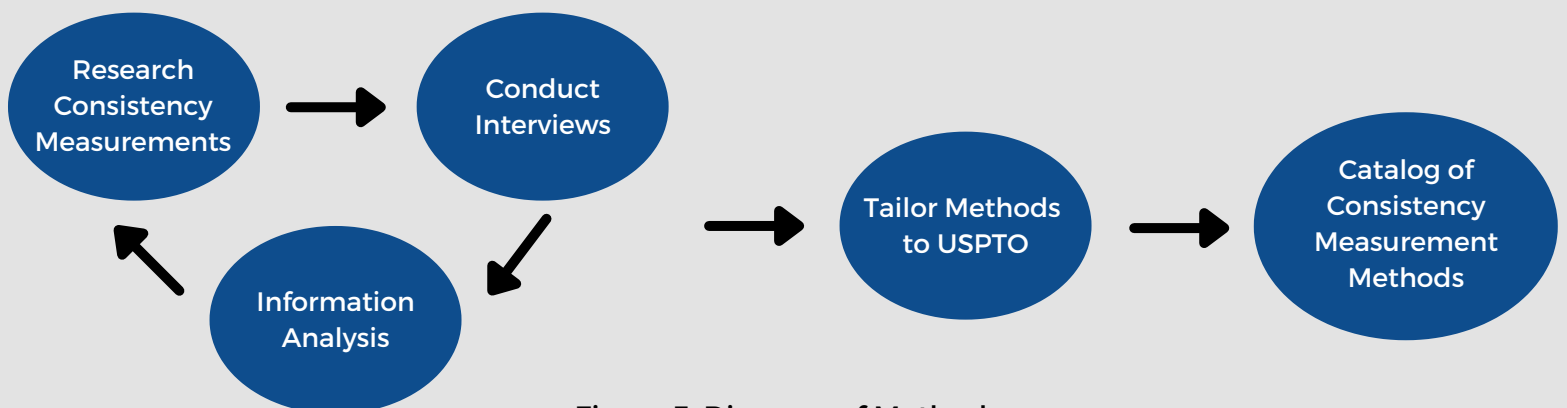 Research
Consistency
Measurements
Conduct
Interviews
Information
Analysis
Tailor Methods
to USPTO
Catalog of
Consistency
Measurement
Methods